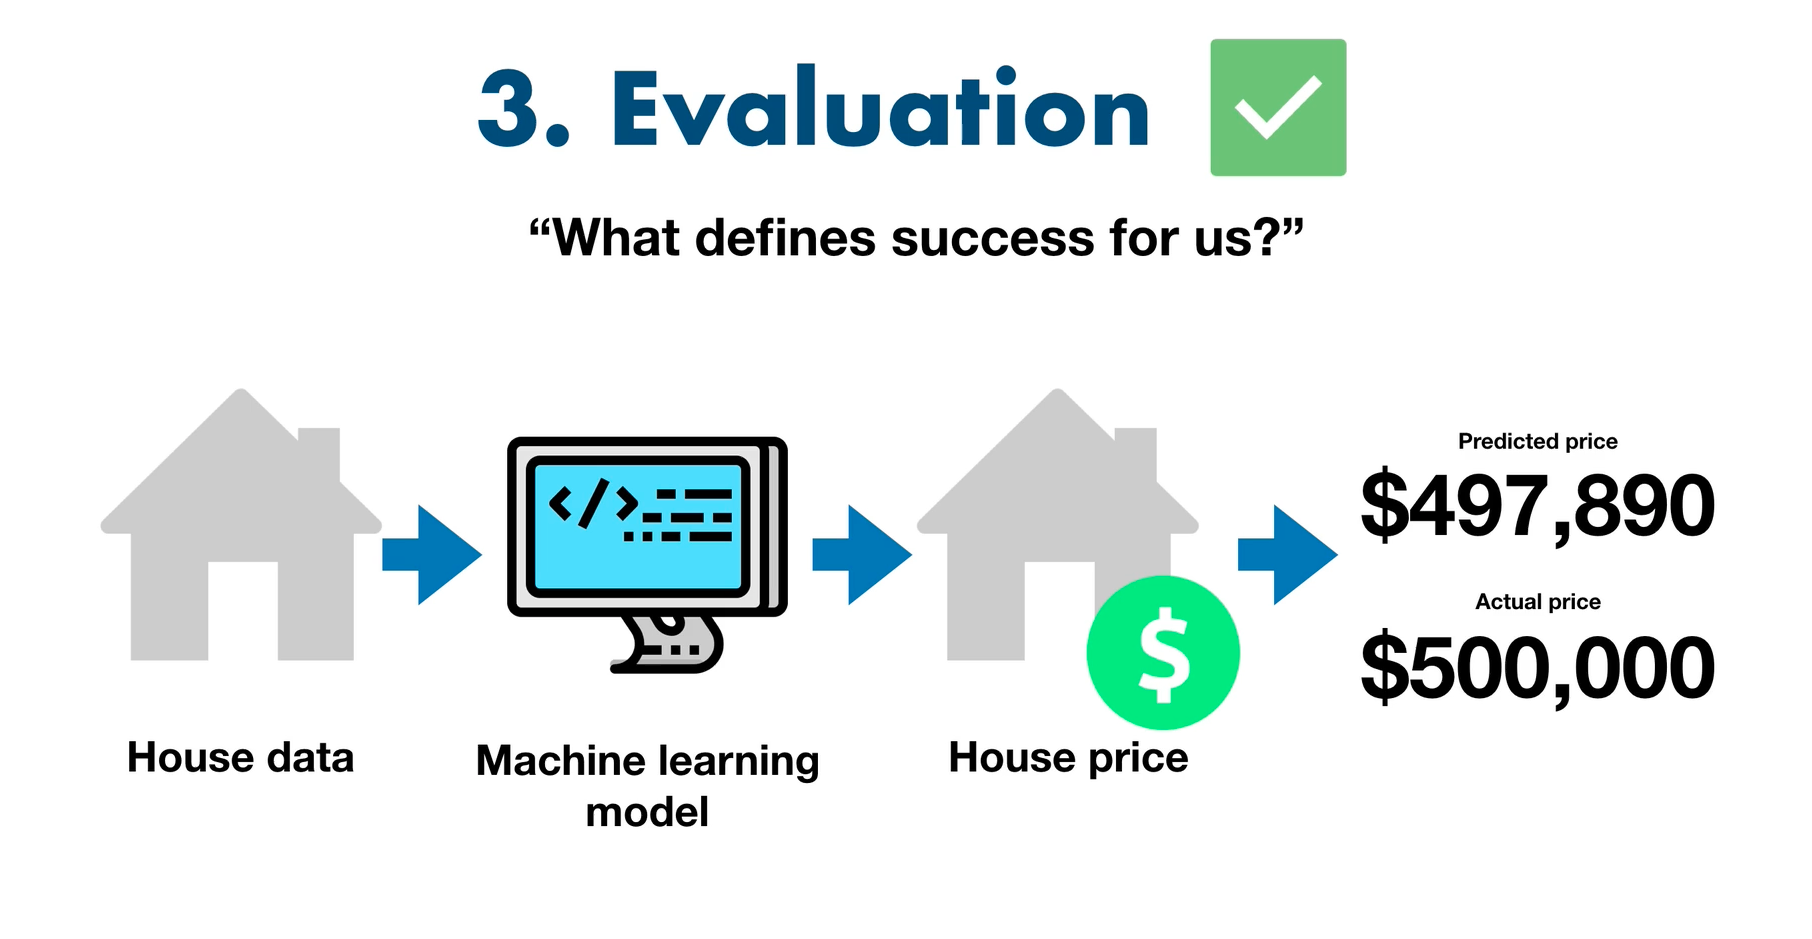 3. Evaluation
“What defines success for us?”
</>
Predicted price
$497,890
Actual price
$500,000
$
House data
Machine learning
model
House price